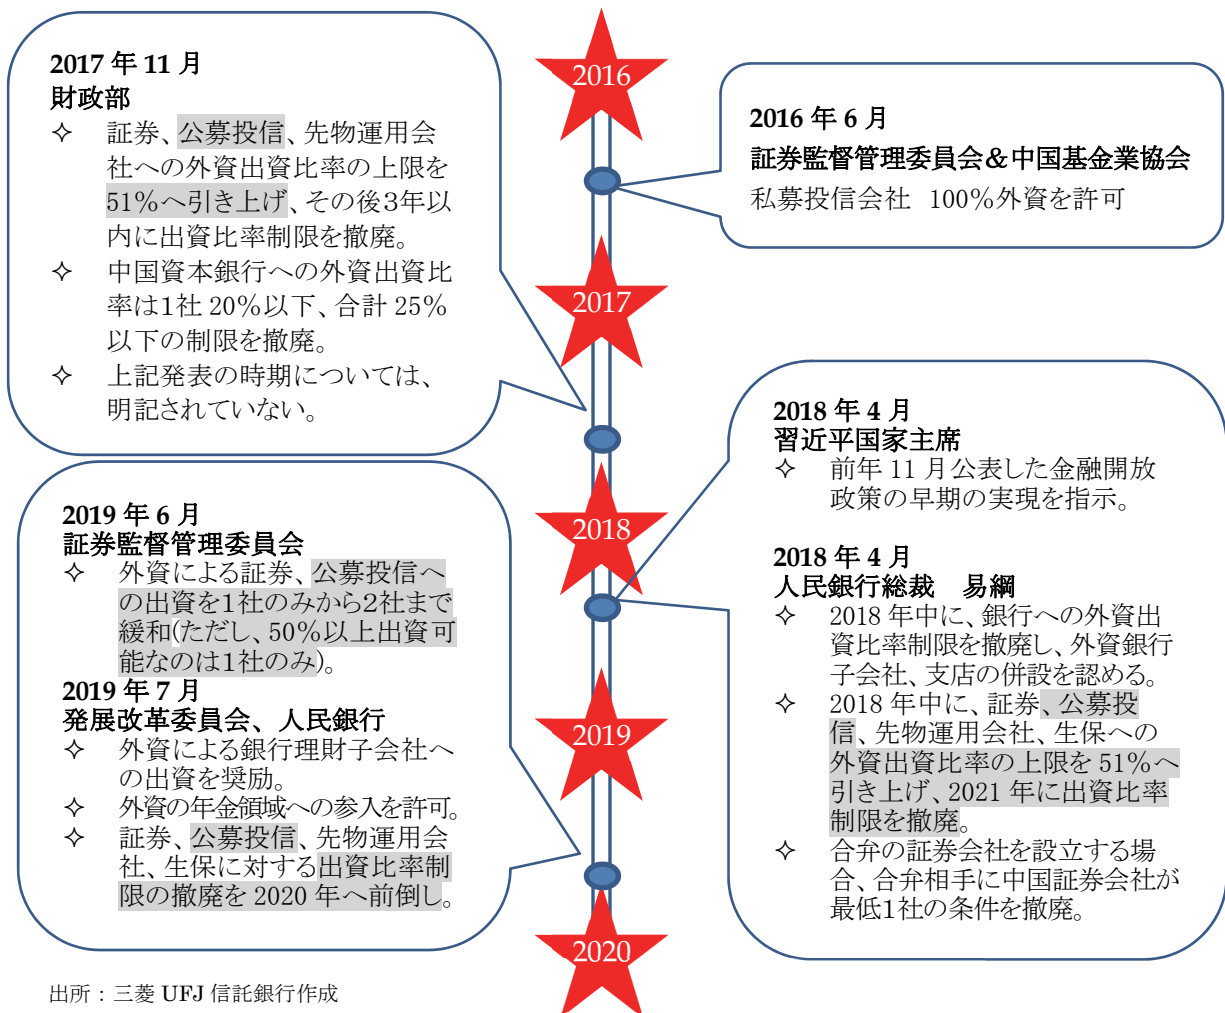 2016
2016 年 6 月
証券監督管理委員会＆中国基金業協会
私募投信会社 100％外資を許可
2017
2017 年 11 月
財政部
✧ 証券、公募投信、先物運用会
社への外資出資比率の上限を
51％へ引き上げ、その後３年以
内に出資比率制限を撤廃。
✧ 中国資本銀行への外資出資比
率は１社 20％以下、合計 25％
以下の制限を撤廃。
✧ 上記発表の時期については、
明記されていない。
2018
2018 年 4 月
習近平国家主席
✧ 前年 11 月公表した金融開放
政策の早期の実現を指示。
2018 年 4 月
人民銀行総裁 易綱
✧ 2018 年中に、銀行への外資出
資比率制限を撤廃し、外資銀行
子会社、支店の併設を認める。
✧ 2018 年中に、証券、公募投
信、先物運用会社、生保への
外資出資比率の上限を 51％へ
引き上げ、2021 年に出資比率
制限を撤廃。
✧ 合弁の証券会社を設立する場
合、合弁相手に中国証券会社が
最低１社の条件を撤廃。
2019
2019 年 6 月
証券監督管理委員会
✧ 外資による証券、公募投信へ
の出資を１社のみから２社まで
緩和(ただし、50％以上出資可
能なのは１社のみ)。
2019 年 7 月
発展改革委員会、人民銀行
✧ 外資による銀行理財子会社へ
の出資を奨励。
✧ 外資の年金領域への参入を許可。
✧ 証券、公募投信、先物運用会
社、生保に対する出資比率制
限の撤廃を 2020 年へ前倒し。
2020
出所：三菱 UFJ 信託銀行作成